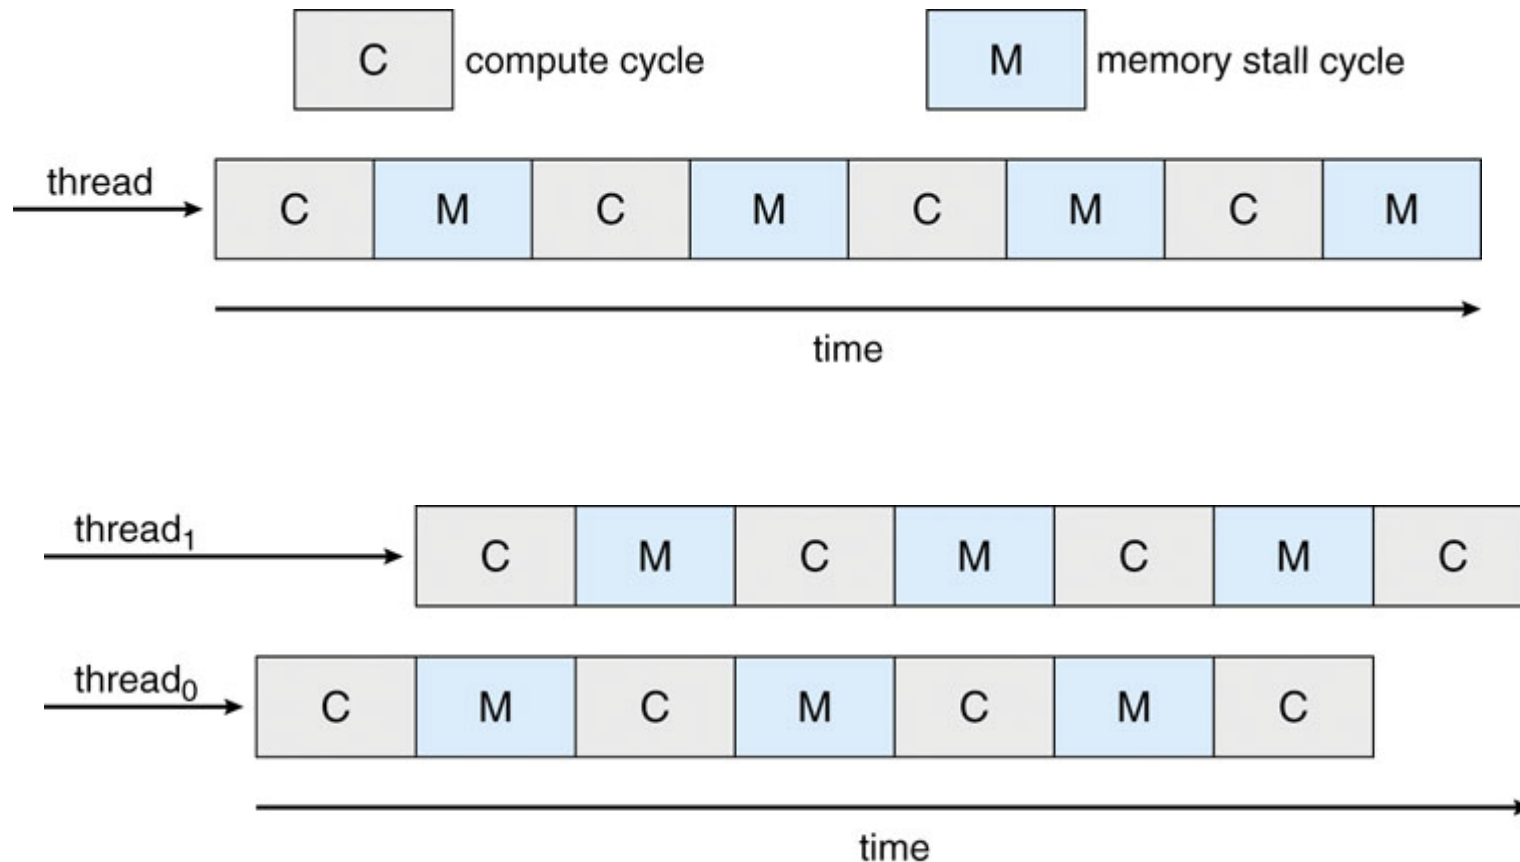 C compute cycle M memory stall cycle
thread
C M C M C M C M
time
thread1
C M C M C M C
thread0
C M C M C M C
time